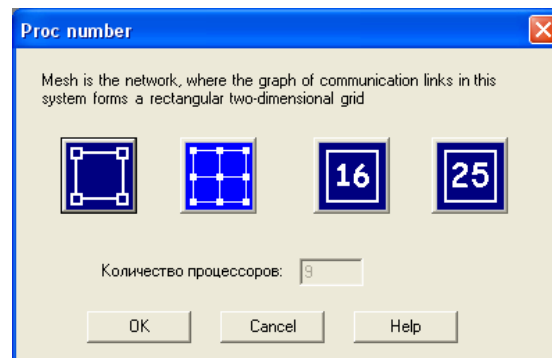 Proc number
Mesh is the network, where the graph of communication links in this
system forms a rectangular two-dimensional grid
16
25
Количество процессоров:
9
OK
Cancel
Help